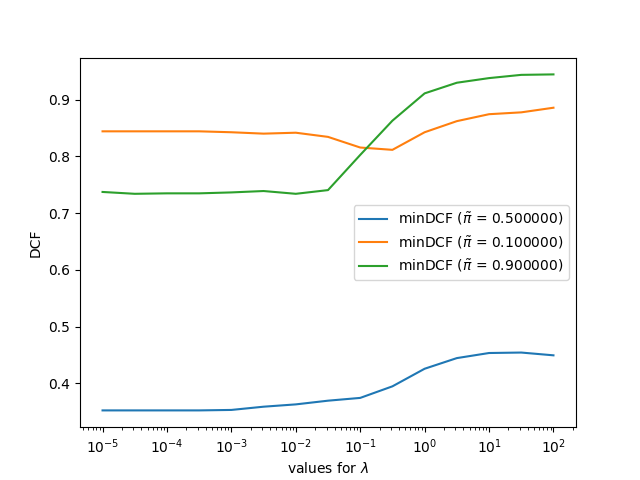 0.9
0.8
0.7
0.6
0.5
0.4
DCF
minDCF (π̃ = 0.500000)
minDCF (π̃ = 0.100000)
minDCF (π̃ = 0.900000)
10⁻⁵ 10⁻⁴ 10⁻³ 10⁻² 10⁻¹ 10⁰ 10¹ 10²
values for λ